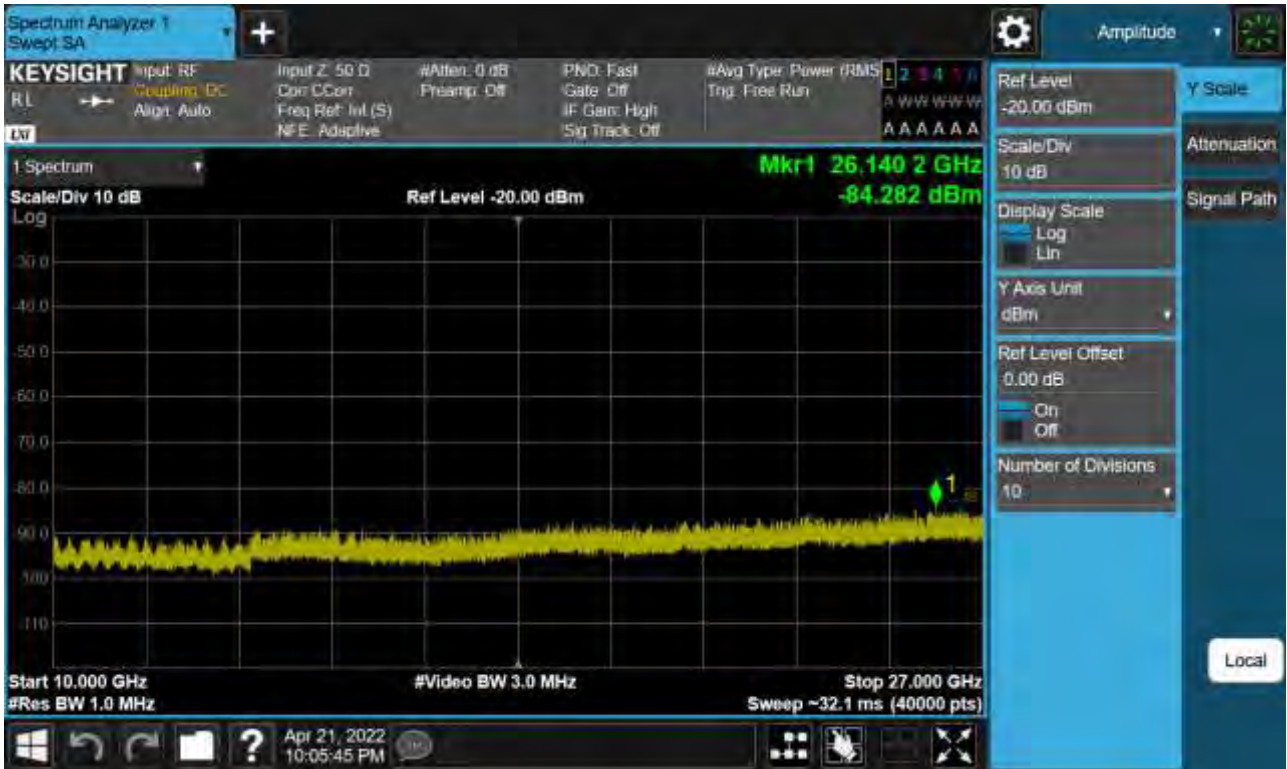 Spectrum Analyzer 1
Swept SA
+
Amplitude
KEYSIGHT
RL
Input: RF
Coupling: DC
Align: Auto
Input Z: 50 Ω
Corr CCorr
Freq Ref: Int (S)
NFE: Adaptive
#Atten: 0 dB
Preamp: Off
PNO: Fast
Gate: Off
IF Gain: High
Sig Track: Off
#Avg Type: Power (RMS
Trig: Free Run
1 2 3 4 5 6
A W W W W W
A A A A A A
1 Spectrum
Scale/Div 10 dB
Ref Level -20.00 dBm
Mkr1 26.140 2 GHz
-84.282 dBm
Log
-30.0
-40.0
-50.0
-60.0
-70.0
-80.0
-90.0
-100
-110
1
Start 10.000 GHz
#Res BW 1.0 MHz
#Video BW 3.0 MHz
Stop 27.000 GHz
Sweep ~32.1 ms (40000 pts)
Ref Level
-20.00 dBm
Scale/Div
10 dB
Display Scale
Log
Lin
Y Axis Unit
dBm
Ref Level Offset
0.00 dB
On
Off
Number of Divisions
10
Y Scale
Attenuation
Signal Path
Local
?
Apr 21, 2022
10:05:45 PM